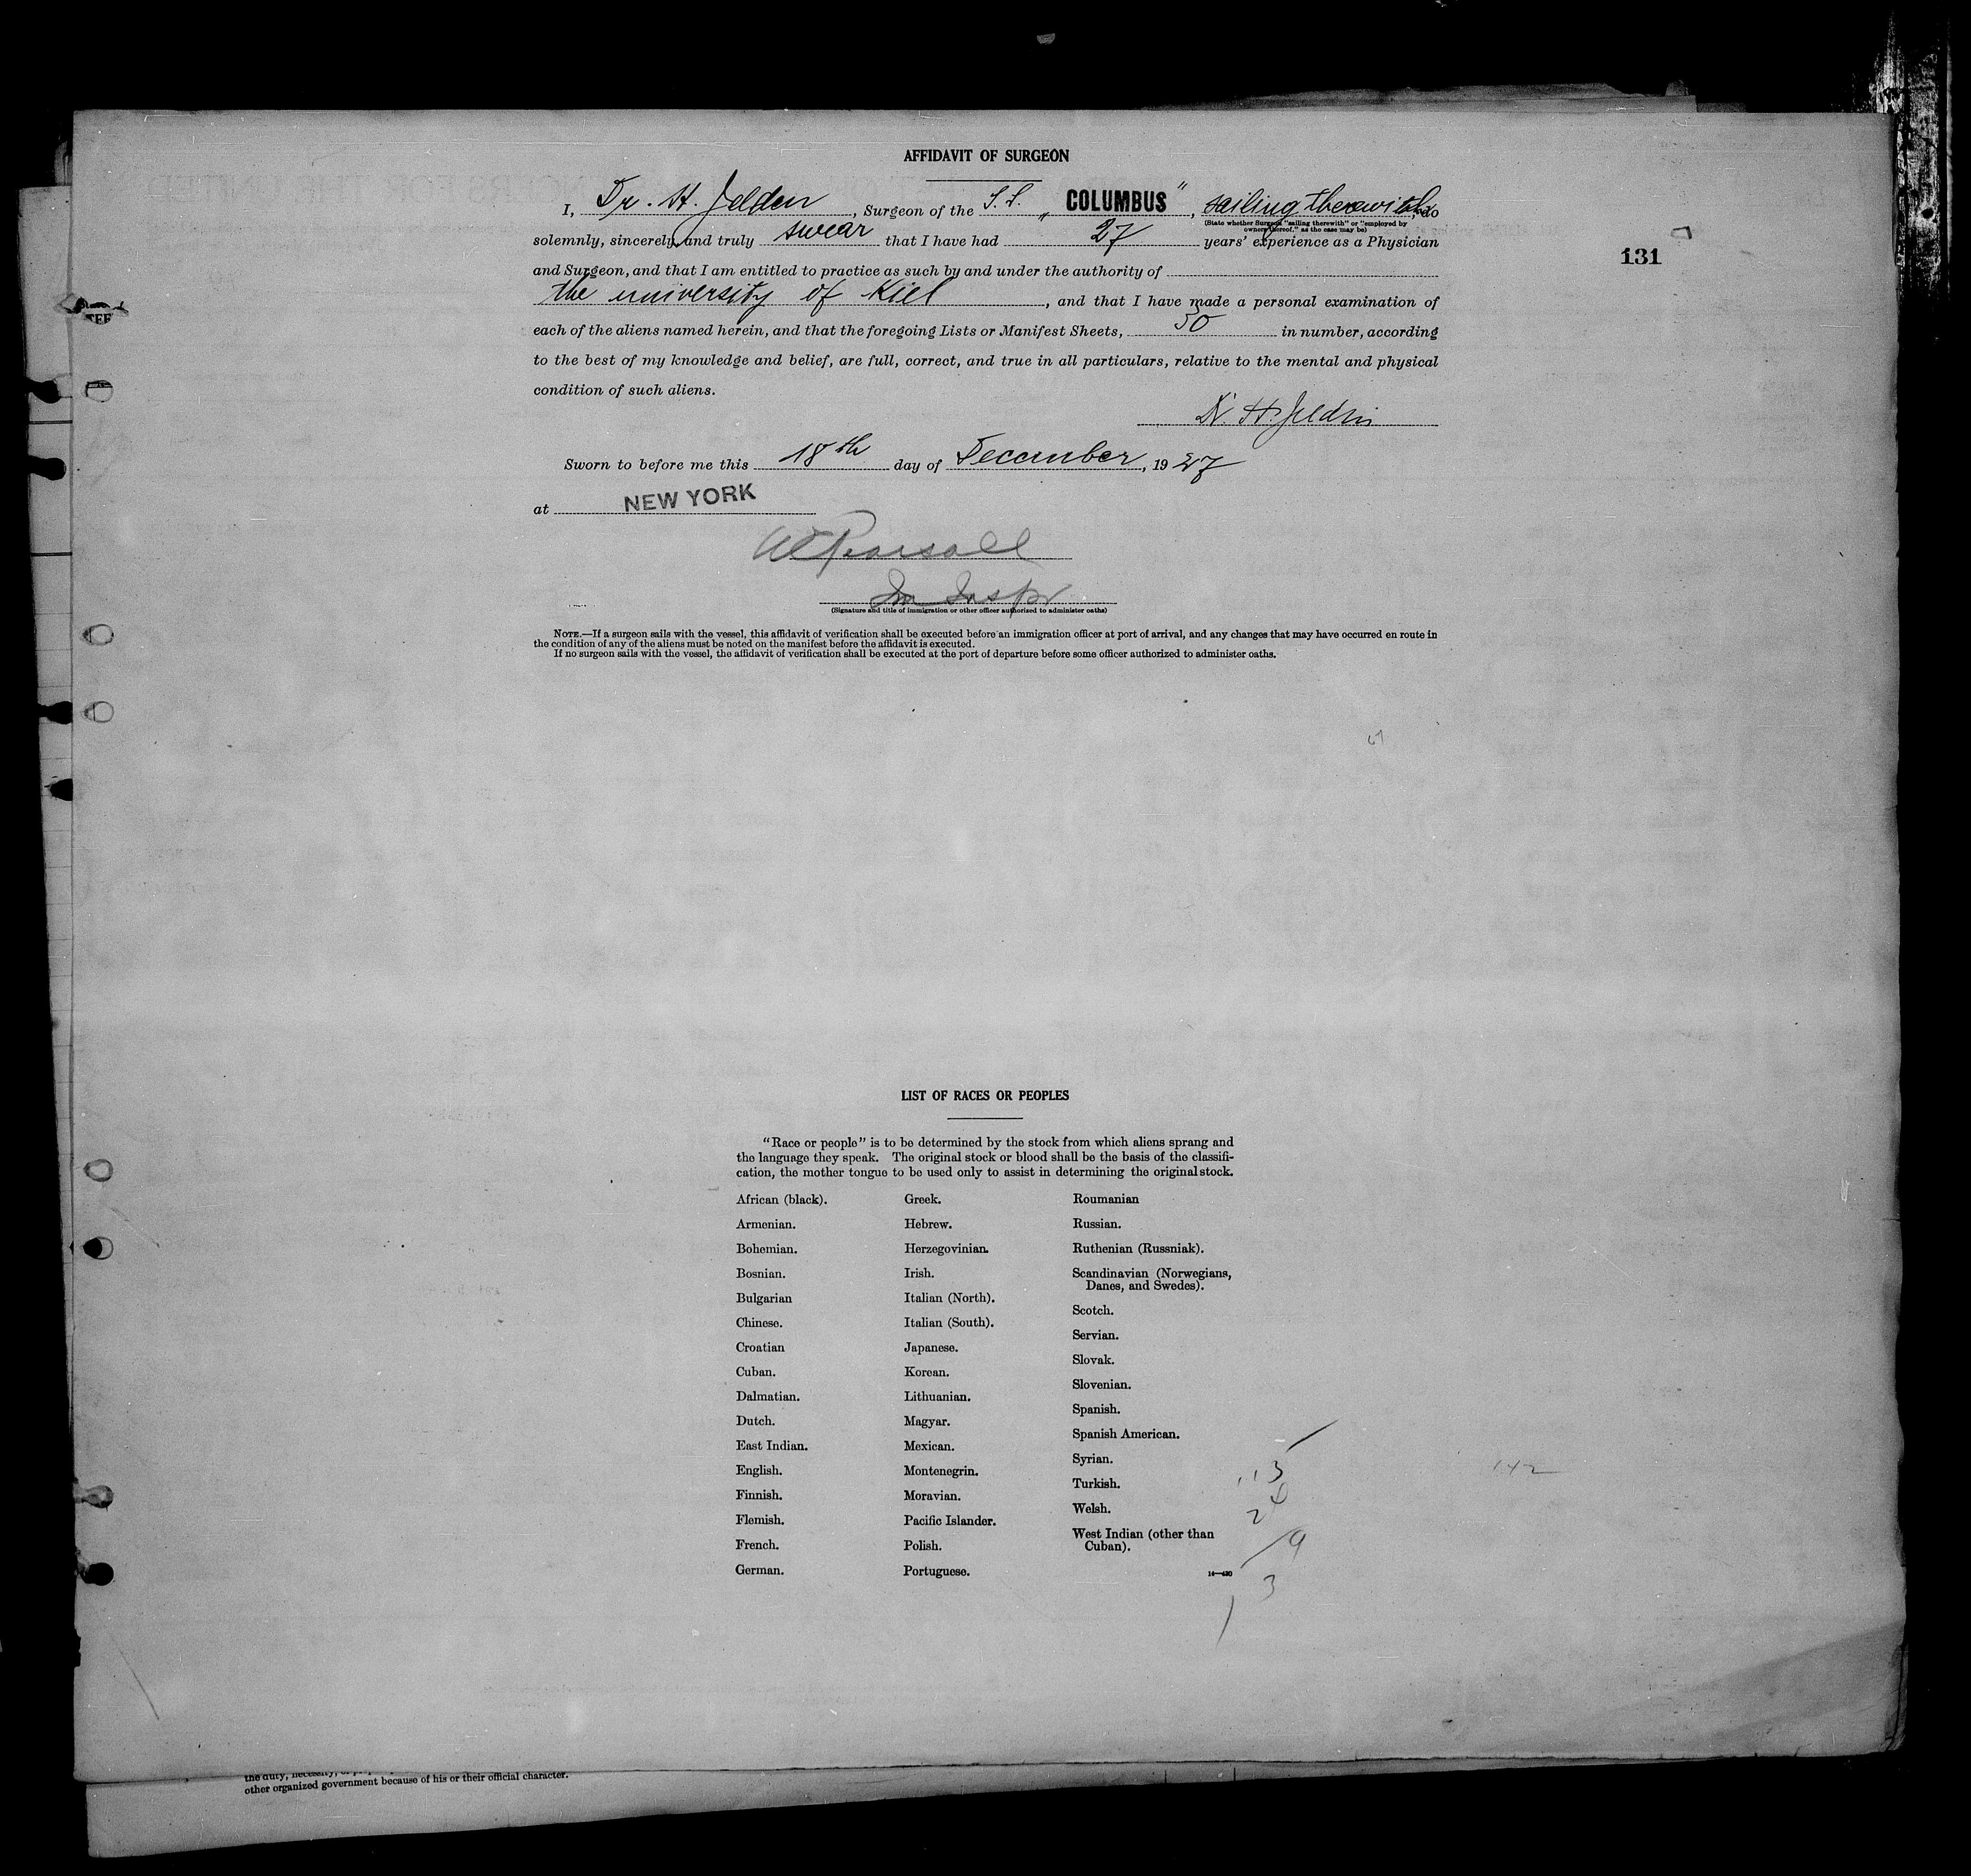 AFFIDAVIT OF SURGEON
I, Dr. H. Jelden, Surgeon of the S.S. „ COLUMBUS ", sailing therewith, do
(State whether Surgeon "sailing therewith" or "employed by
owners thereof," as the case may be)
solemnly, sincerely, and truly swear that I have had 27 years' experience as a Physician
131
and Surgeon, and that I am entitled to practice as such by and under the authority of
the university of Kiel, and that I have made a personal examination of
each of the aliens named herein, and that the foregoing Lists or Manifest Sheets, 30 in number, according
to the best of my knowledge and belief, are full, correct, and true in all particulars, relative to the mental and physical
condition of such aliens.
Dr. H. Jelden
Sworn to before me this 18th day of December, 1927
at NEW YORK
Pearsall
Im Inspr
(Signature and title of immigration or other officer authorized to administer oaths)
NOTE.—If a surgeon sails with the vessel, this affidavit of verification shall be executed before an immigration officer at port of arrival, and any changes that may have occurred en route in
the condition of any of the aliens must be noted on the manifest before the affidavit is executed.
If no surgeon sails with the vessel, the affidavit of verification shall be executed at the port of departure before some officer authorized to administer oaths.
LIST OF RACES OR PEOPLES
"Race or people" is to be determined by the stock from which aliens sprang and
the language they speak. The original stock or blood shall be the basis of the classifi-
cation, the mother tongue to be used only to assist in determining the original stock.
African (black).
Armenian.
Bohemian.
Bosnian.
Bulgarian
Chinese.
Croatian
Cuban.
Dalmatian.
Dutch.
East Indian.
English.
Finnish.
Flemish.
French.
German.
Greek.
Hebrew.
Herzegovinian.
Irish.
Italian (North).
Italian (South).
Japanese.
Korean.
Lithuanian.
Magyar.
Mexican.
Montenegrin.
Moravian.
Pacific Islander.
Polish.
Portuguese.
Roumanian
Russian.
Ruthenian (Russniak).
Scandinavian (Norwegians,
Danes, and Swedes).
Scotch.
Servian.
Slovak.
Slovenian.
Spanish.
Spanish American.
Syrian.
Turkish.
Welsh.
West Indian (other than
Cuban).
14—430
142
3
4
2
9
3
the duty, necessity, or
other organized government because of his or their official character.